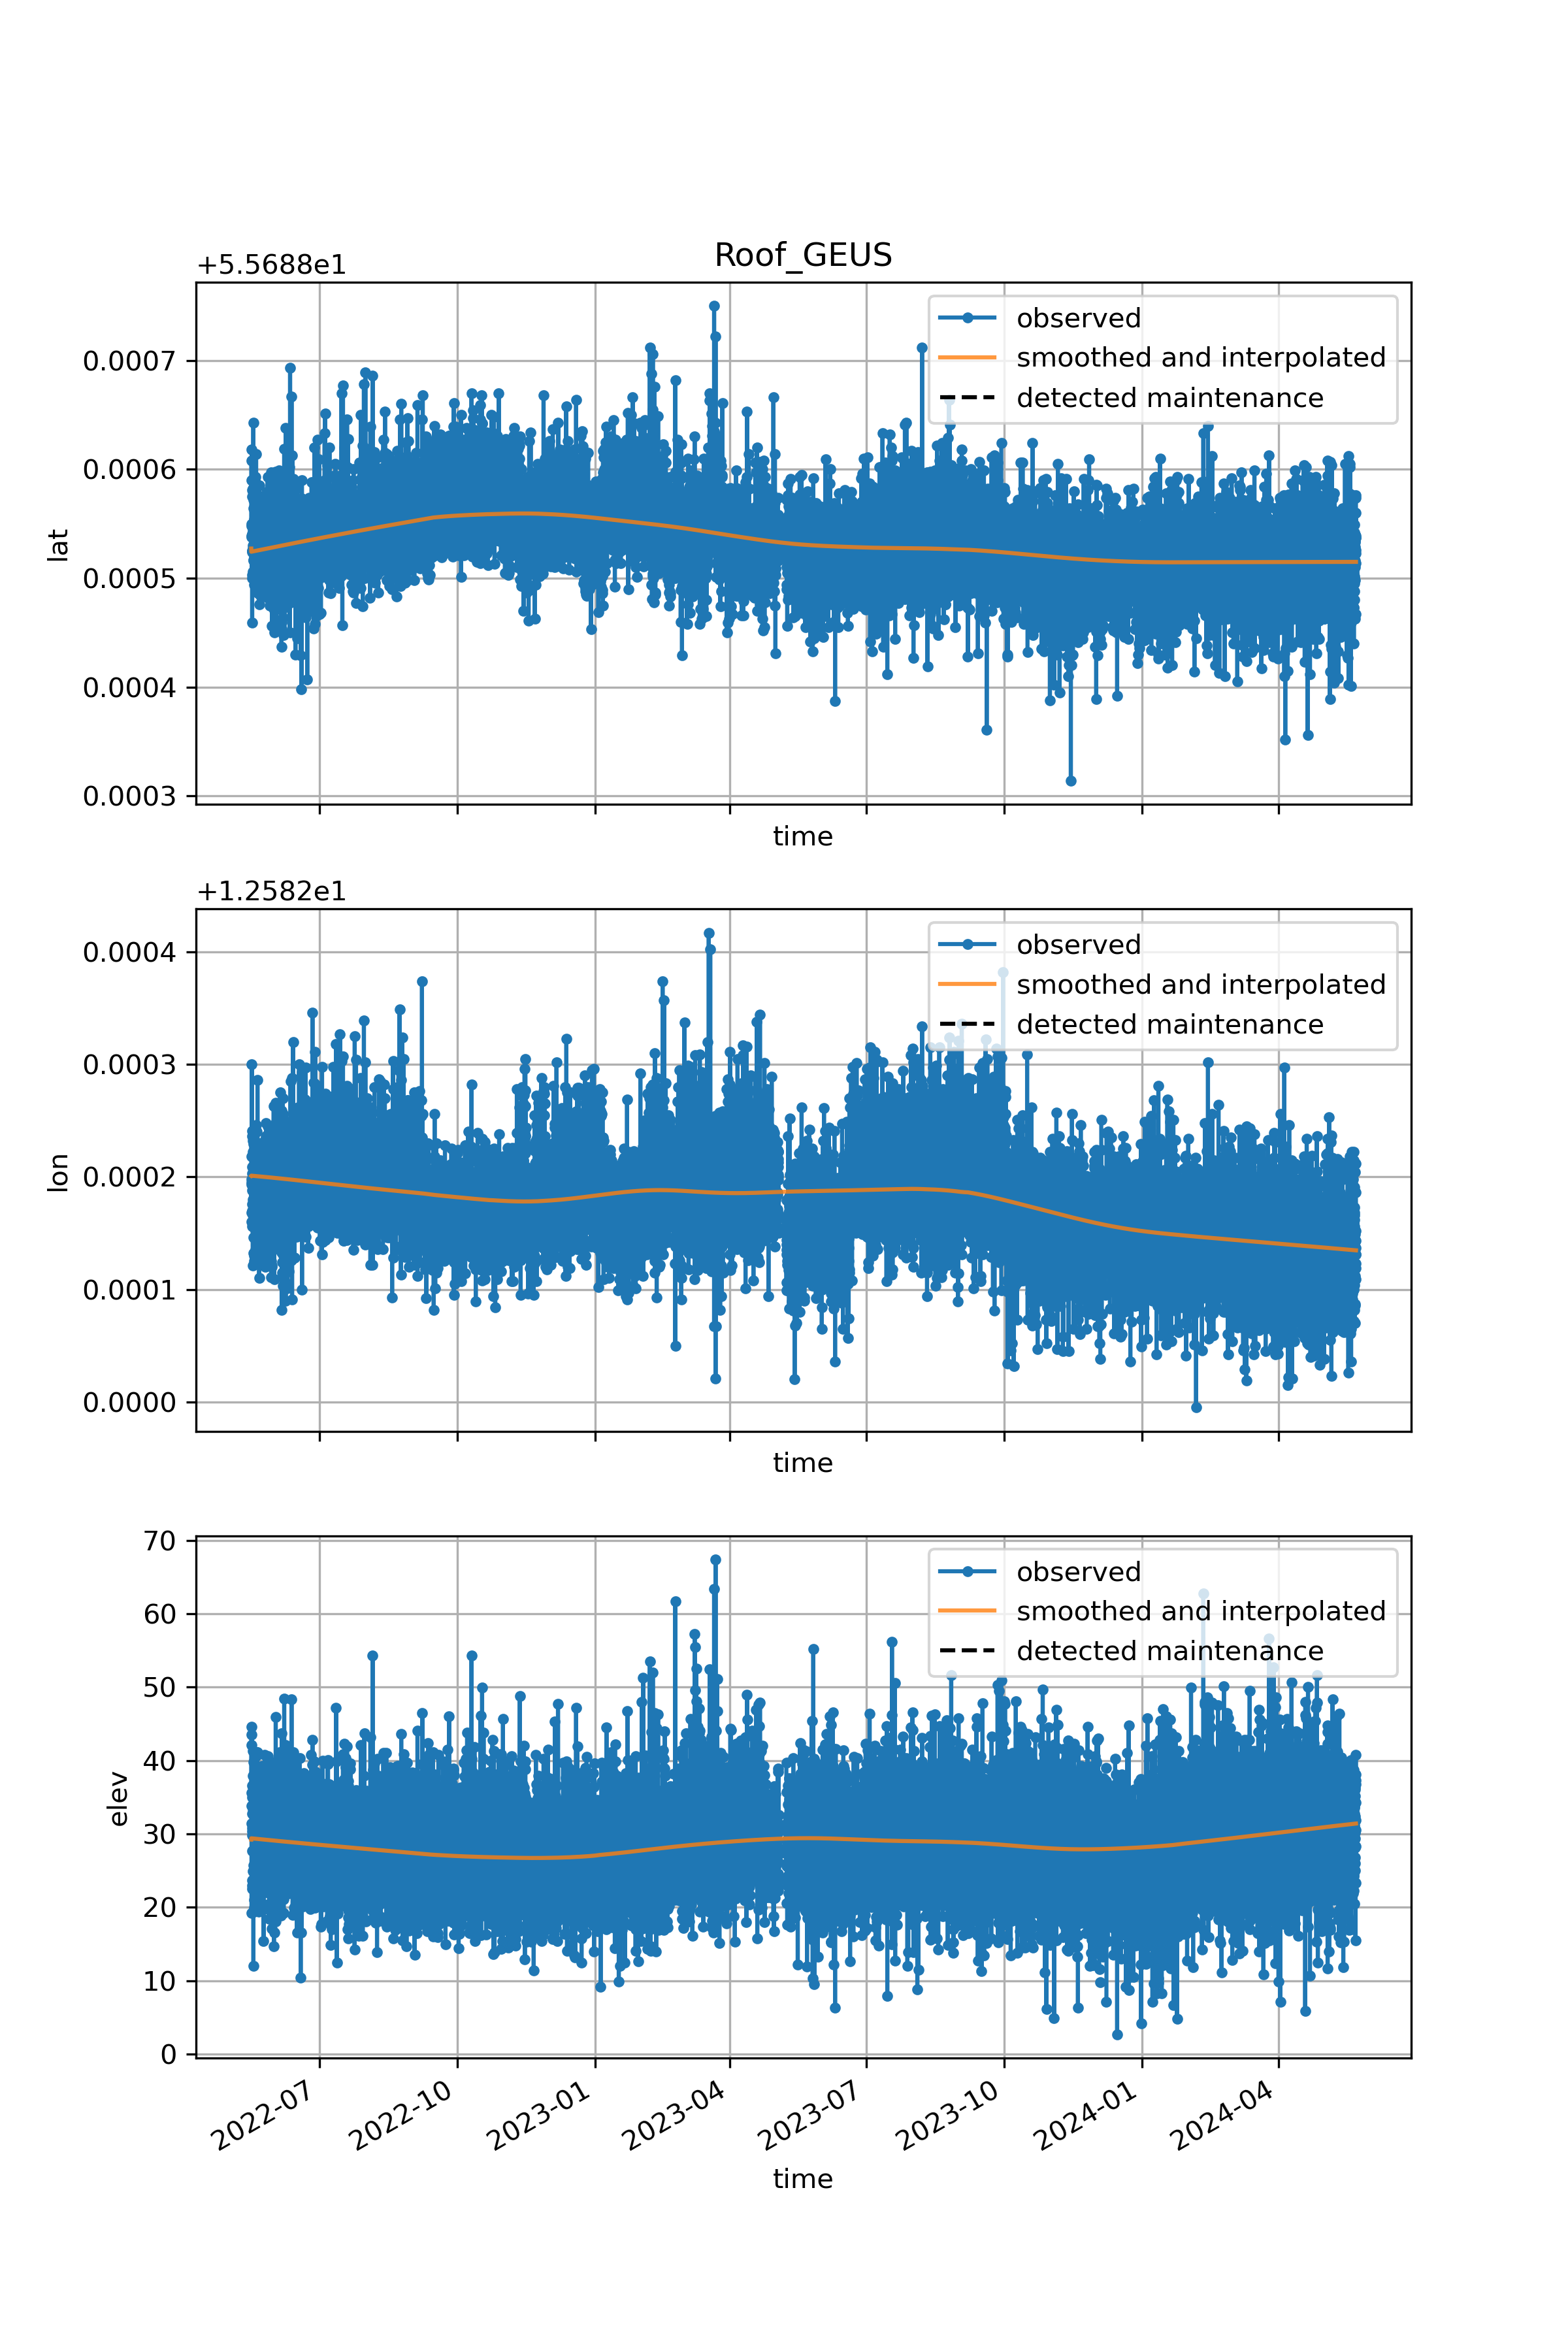 Roof_GEUS
+5.5688e1
observed
smoothed and interpolated
detected maintenance
0.0007
0.0006
0.0005
0.0004
0.0003
lat
time
+1.2582e1
observed
smoothed and interpolated
detected maintenance
0.0004
0.0003
0.0002
0.0001
0.0000
lon
time
observed
smoothed and interpolated
detected maintenance
70
60
50
40
30
20
10
0
elev
2022-07
2022-10
2023-01
2023-04
2023-07
2023-10
2024-01
2024-04
time